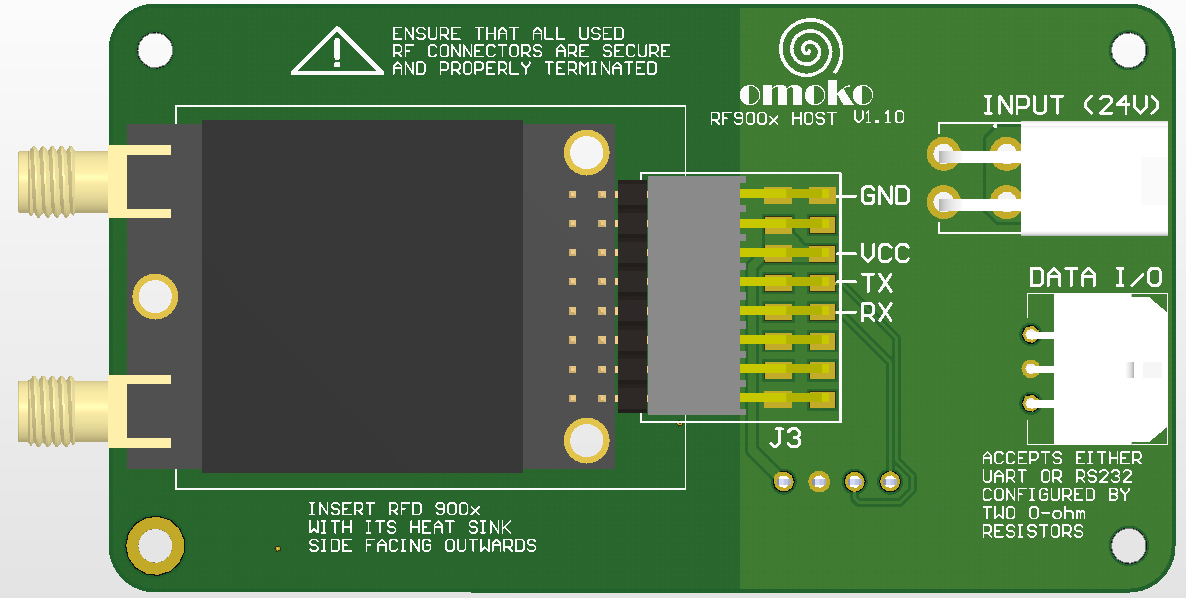 ENSURE THAT ALL USED
RF CONNECTORS ARE SECURE
AND PROPERLY TERMINATED
!
omoko
RF900x HOST V1.10
INPUT (24V)
GND
VCC
TX
RX
DATA I/O
J3
ACCEPTS EITHER
UART OR RS232
CONFIGURED BY
TWO 0-ohm
RESISTORS
INSERT RFD 900x
WITH ITS HEAT SINK
SIDE FACING OUTWARDS